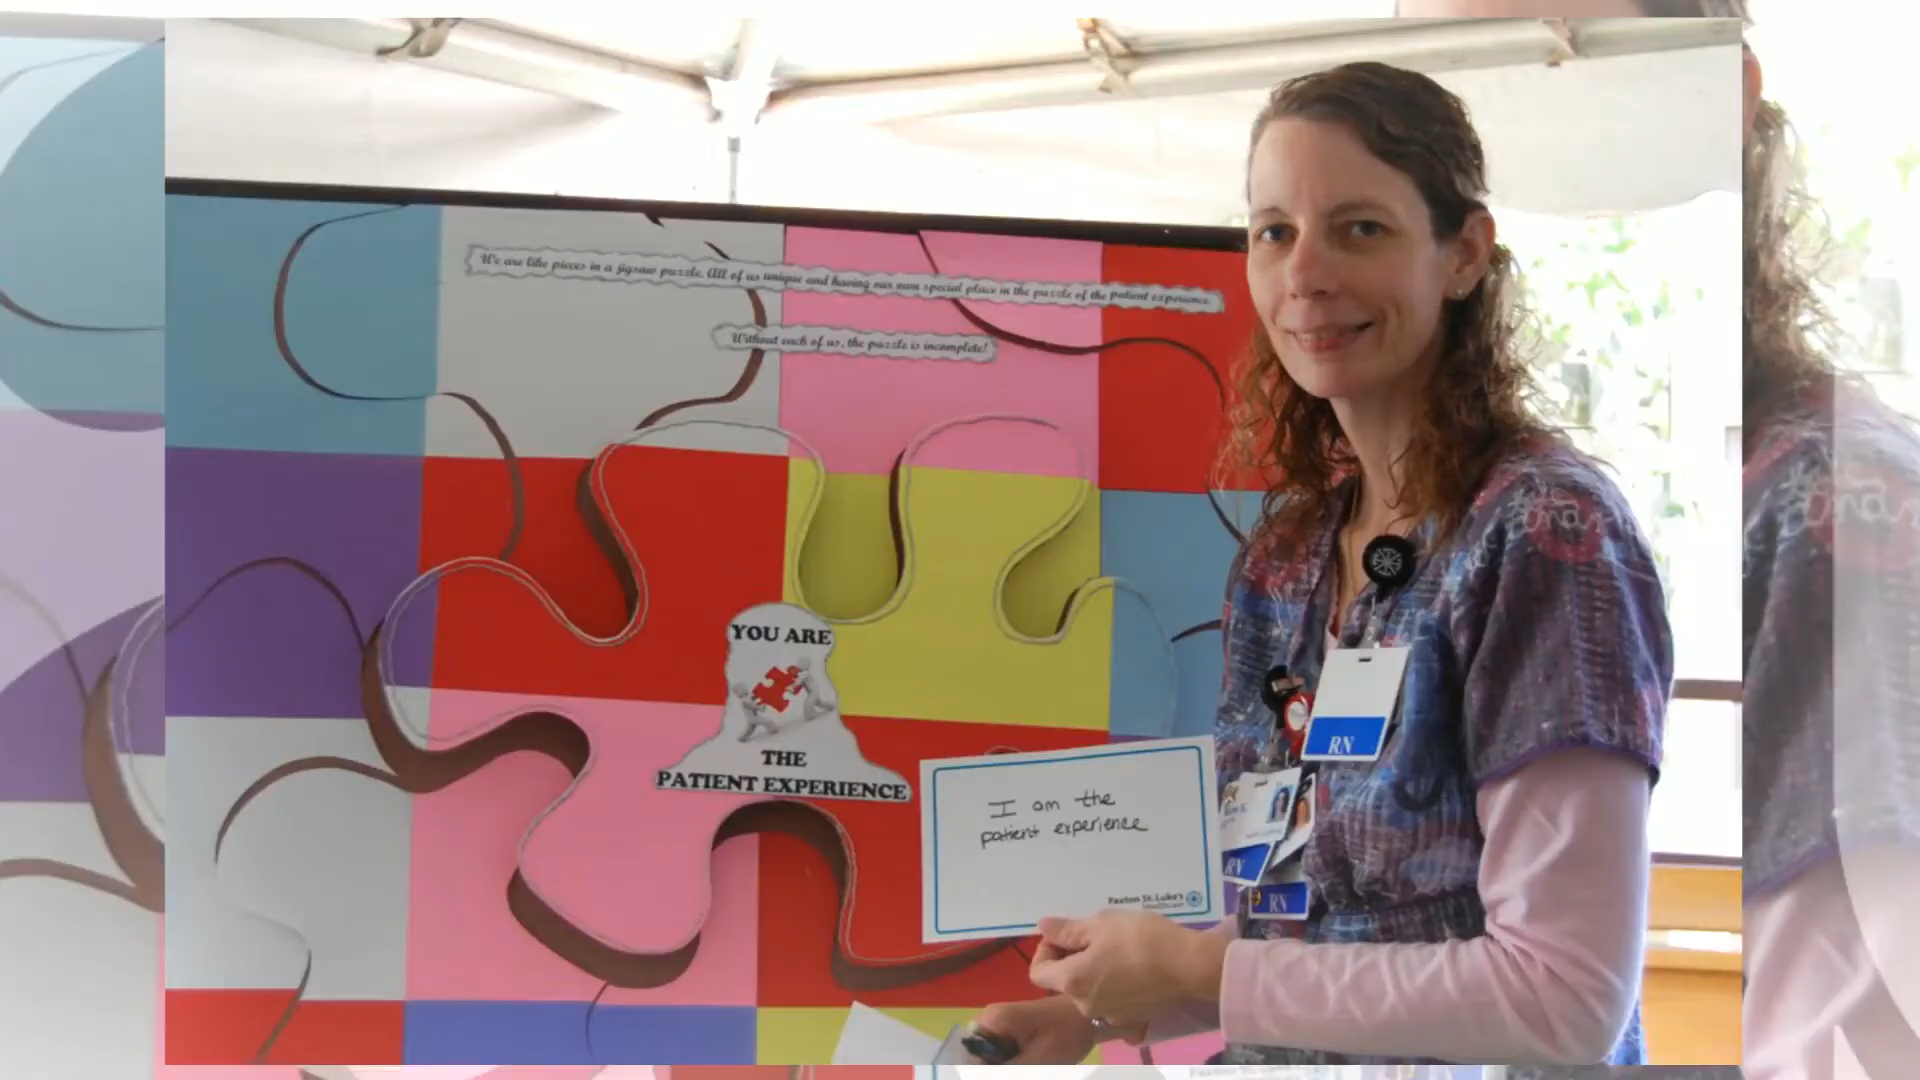 We are like pieces in a jigsaw puzzle. All of us unique and having our own special place in the puzzle of the patient experience.
Without each of us, the puzzle is incomplete!
YOU ARE
THE
PATIENT EXPERIENCE
I am the
patient experience
Faxton St. Luke's
Healthcare
RN
RN
RN